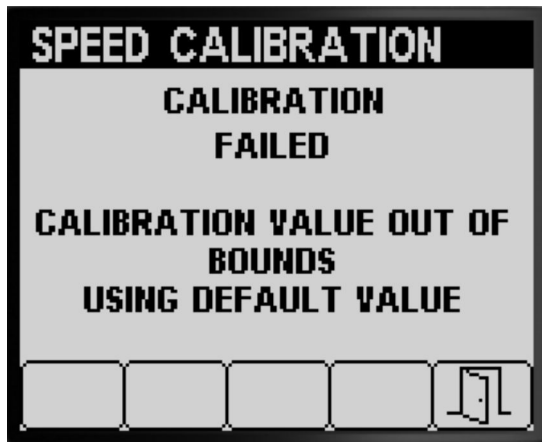 SPEED CALIBRATION
CALIBRATION
FAILED
CALIBRATION VALUE OUT OF
BOUNDS
USING DEFAULT VALUE